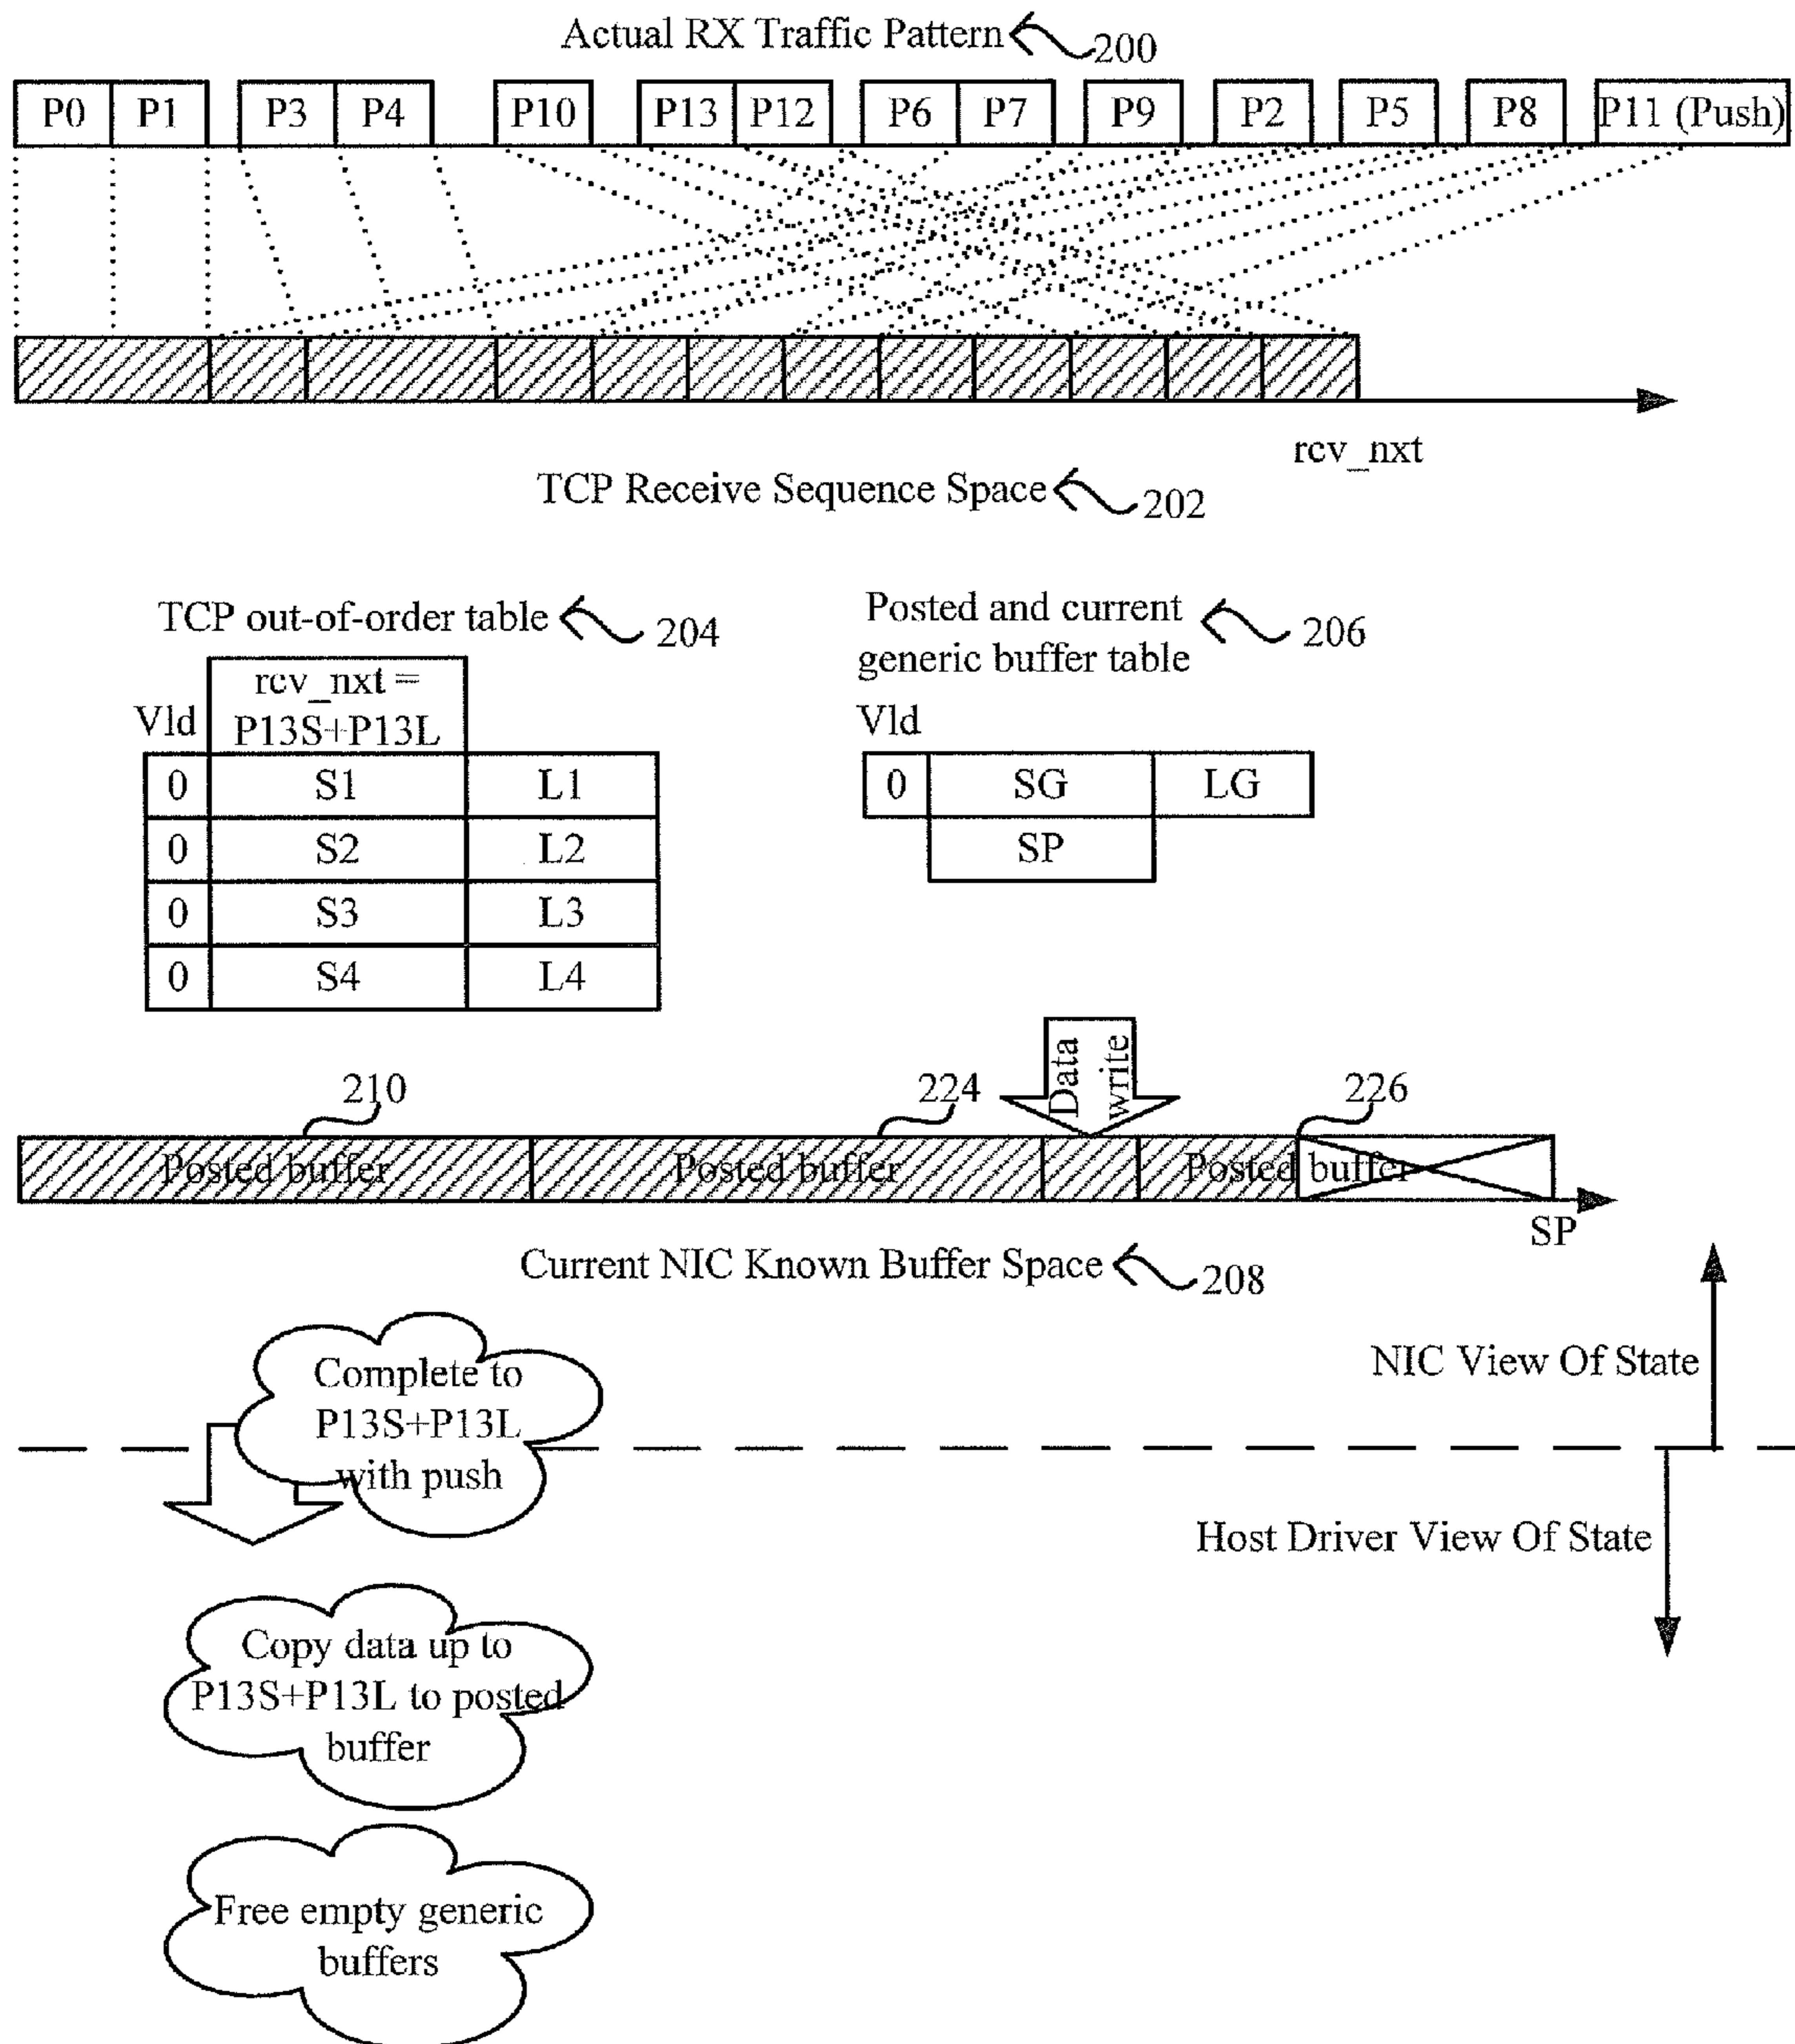 Actual RX Traffic Pattern 200
P0 P1 P3 P4 P10 P13 P12 P6 P7 P9 P2 P5 P8 P11 (Push)
rcv_nxt
TCP Receive Sequence Space 202
TCP out-of-order table 204
Posted and current
generic buffer table 206
rcv_nxt =
Vld P13S+P13L
0 S1 L1
0 S2 L2
0 S3 L3
0 S4 L4
Vld
0 SG LG
SP
Data
write
210 224 226
Posted buffer Posted buffer Posted buffer
SP
Current NIC Known Buffer Space 208
Complete to
P13S+P13L
with push
NIC View Of State
Host Driver View Of State
Copy data up to
P13S+P13L to posted
buffer
Free empty generic
buffers